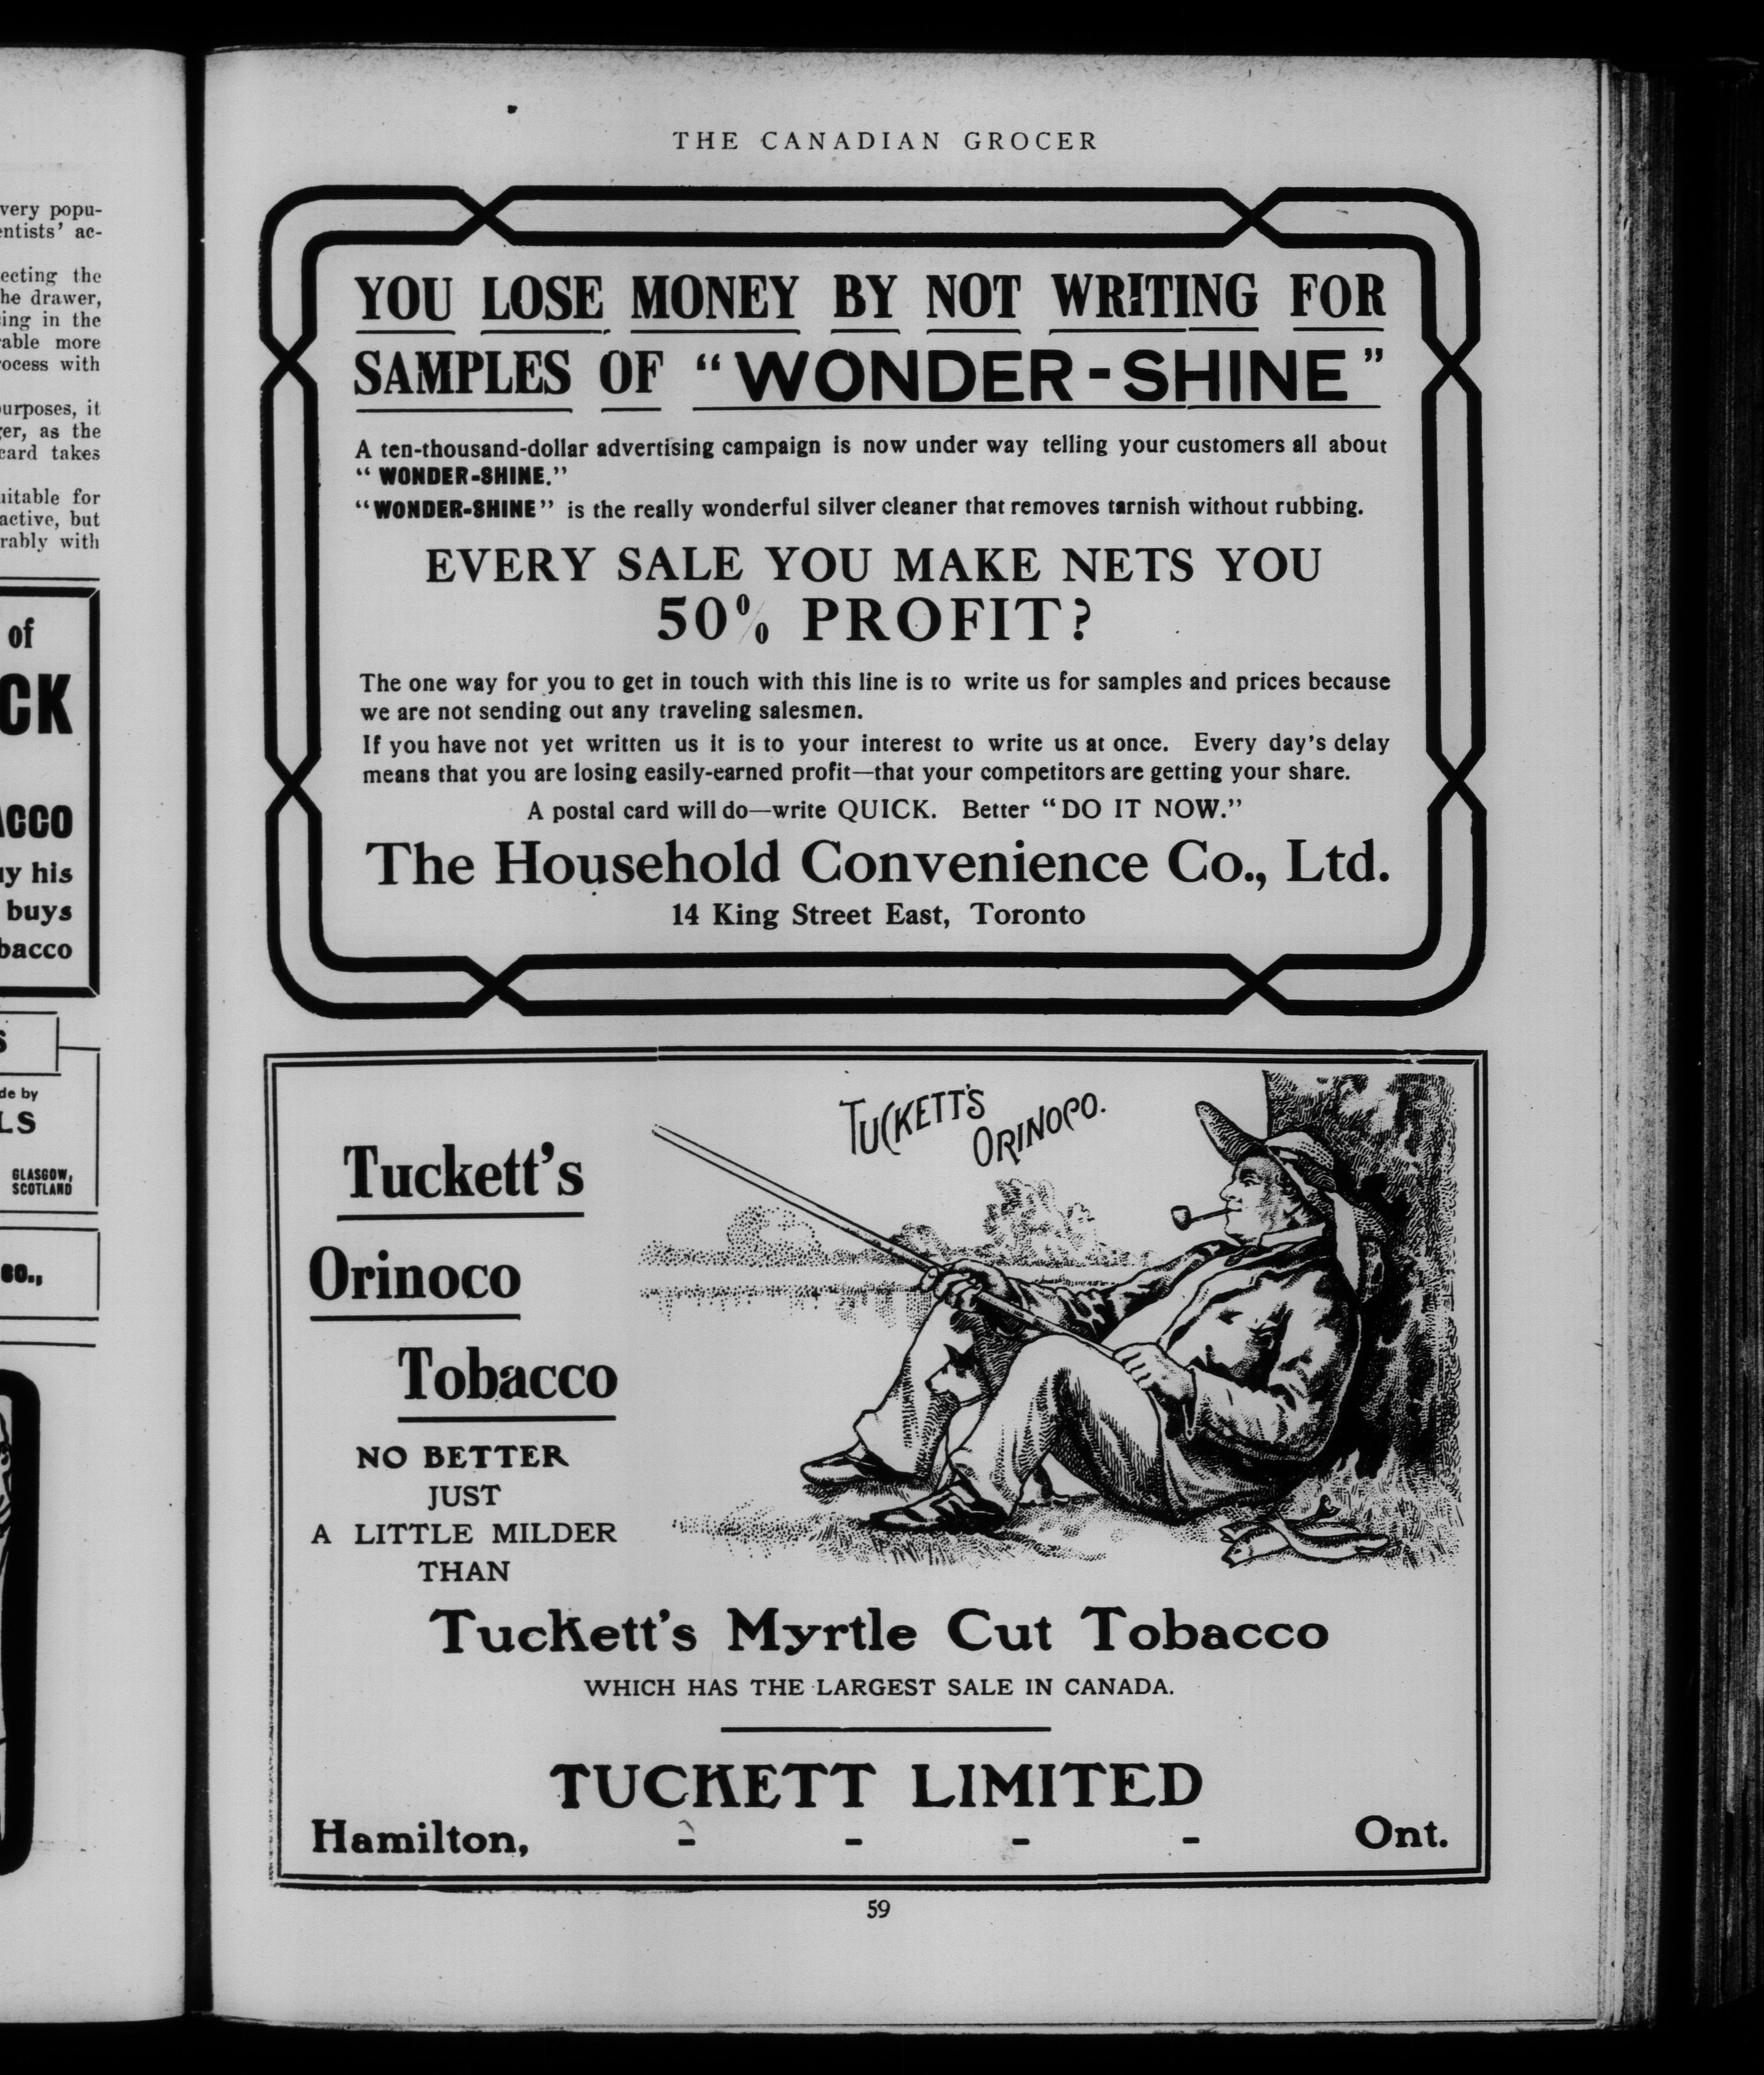 very popu-
entists' ac-
ecting the
he drawer,
ing in the
able more
ocess with
urposes, it
er, as the
card takes
uitable for
active, but
rably with
of
CK
ACCO
y his
buys
bacco
S
de by
LS
GLASGOW,
SCOTLAND
CO.,
THE CANADIAN GROCER
YOU LOSE MONEY BY NOT WRITING FOR
SAMPLES OF "WONDER-SHINE"
A ten-thousand-dollar advertising campaign is now under way telling your customers all about
"WONDER-SHINE."
"WONDER-SHINE" is the really wonderful silver cleaner that removes tarnish without rubbing.
EVERY SALE YOU MAKE NETS YOU
50% PROFIT?
The one way for you to get in touch with this line is to write us for samples and prices because
we are not sending out any traveling salesmen.
If you have not yet written us it is to your interest to write us at once. Every day's delay
means that you are losing easily-earned profit—that your competitors are getting your share.
A postal card will do—write QUICK. Better "DO IT NOW."
The Household Convenience Co., Ltd.
14 King Street East, Toronto
TUCKETT'S
ORINOCO.
Tuckett's
Orinoco
Tobacco
NO BETTER
JUST
A LITTLE MILDER
THAN
Tuckett's Myrtle Cut Tobacco
WHICH HAS THE LARGEST SALE IN CANADA.
TUCKETT LIMITED
Hamilton, - - - - Ont.
59